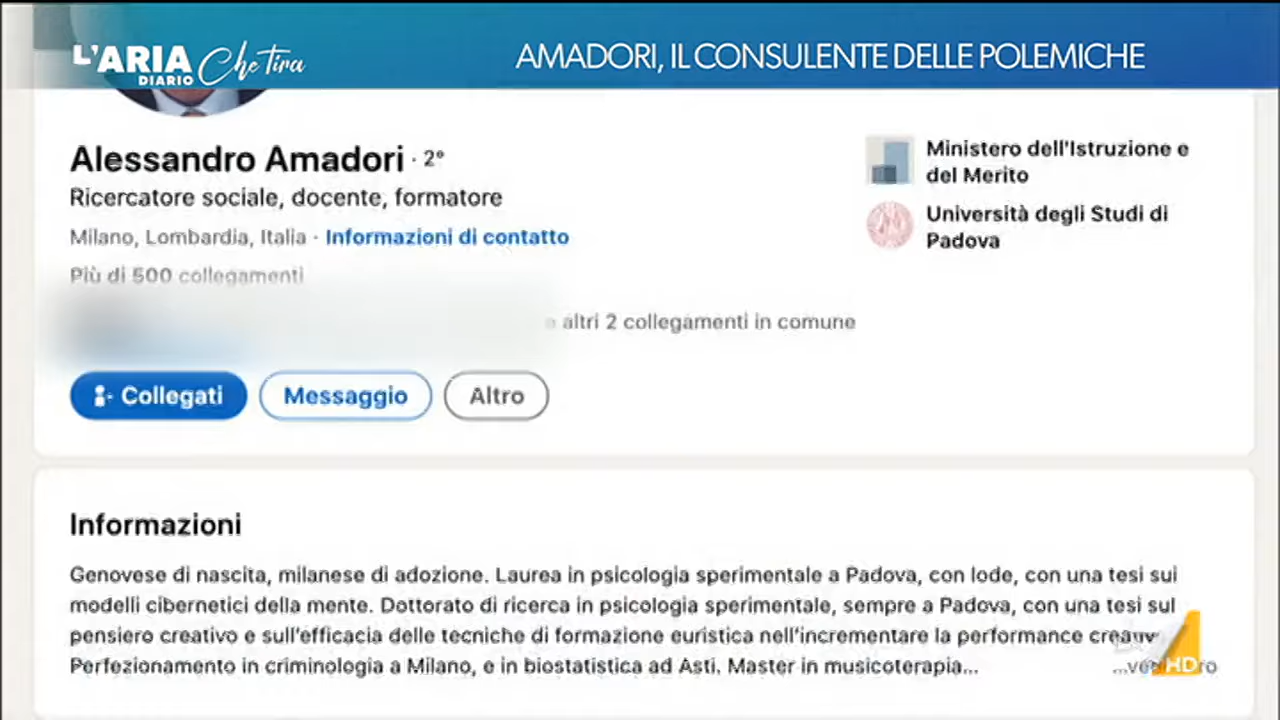 L'ARIA Che tira
DIARIO
AMADORI, IL CONSULENTE DELLE POLEMICHE
Alessandro Amadori · 2°
Ricercatore sociale, docente, formatore
Milano, Lombardia, Italia · Informazioni di contatto
Più di 500 collegamenti
altri 2 collegamenti in comune
Collegati
Messaggio
Altro
Ministero dell'Istruzione e
del Merito
Università degli Studi di
Padova
Informazioni
Genovese di nascita, milanese di adozione. Laurea in psicologia sperimentale a Padova, con lode, con una tesi sui
modelli cibernetici della mente. Dottorato di ricerca in psicologia sperimentale, sempre a Padova, con una tesi sul
pensiero creativo e sull'efficacia delle tecniche di formazione euristica nell'incrementare la performance
Perfezionamento in criminologia a Milano, e in biostatistica ad Asti. Master in musicoterapia...
HD